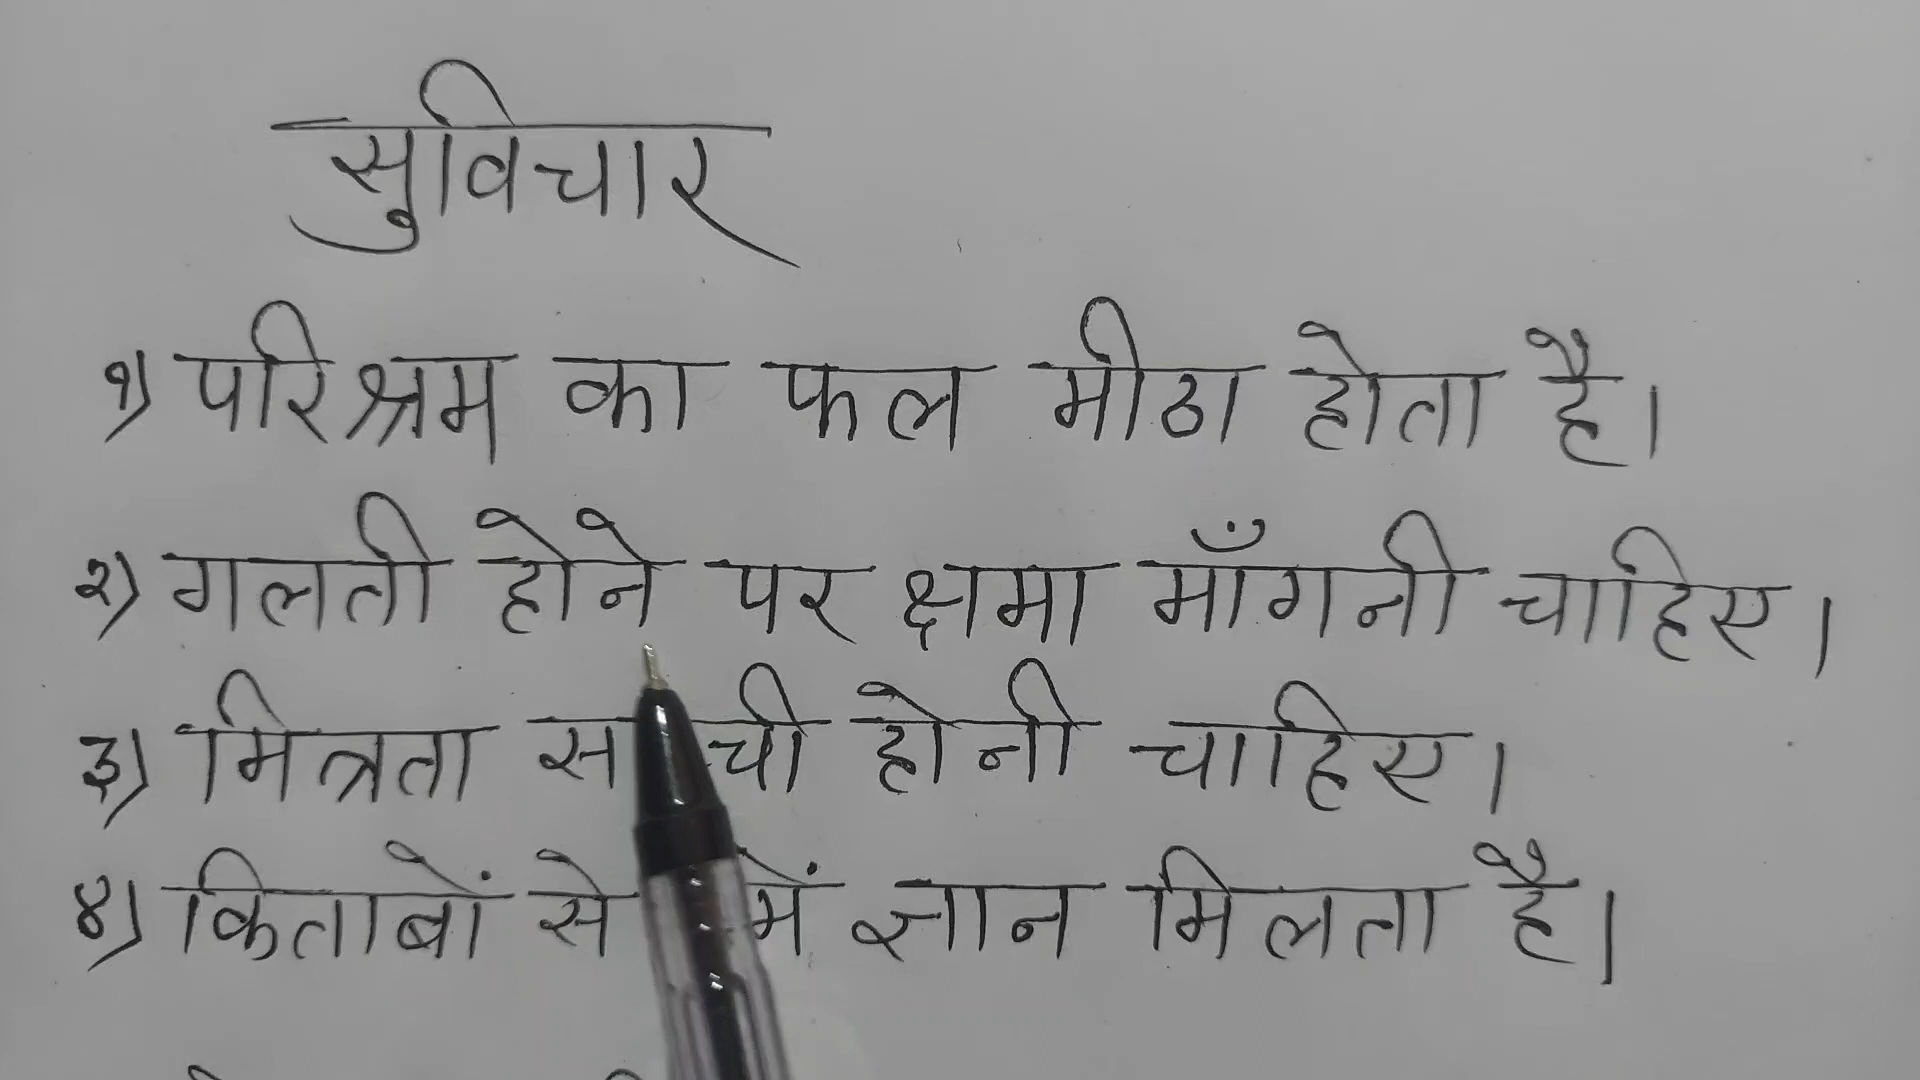 सुविचार
१) परिश्रम का फल मीठा होता है।
२) गलती होने पर क्षमा माँगनी चाहिए।
३) मित्रता होनी चाहिए।
४) किताबों से ज्ञान मिलता है।